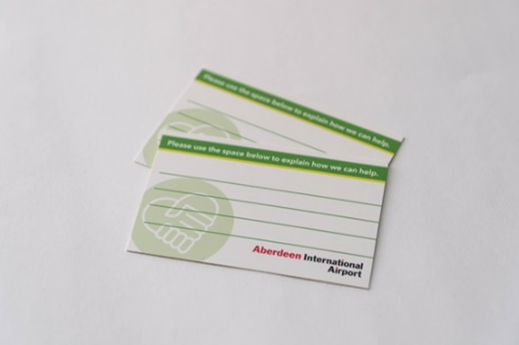 Please use the space below to explain how we can help.
Please use the space below to explain how we can help.
Aberdeen International
Airport